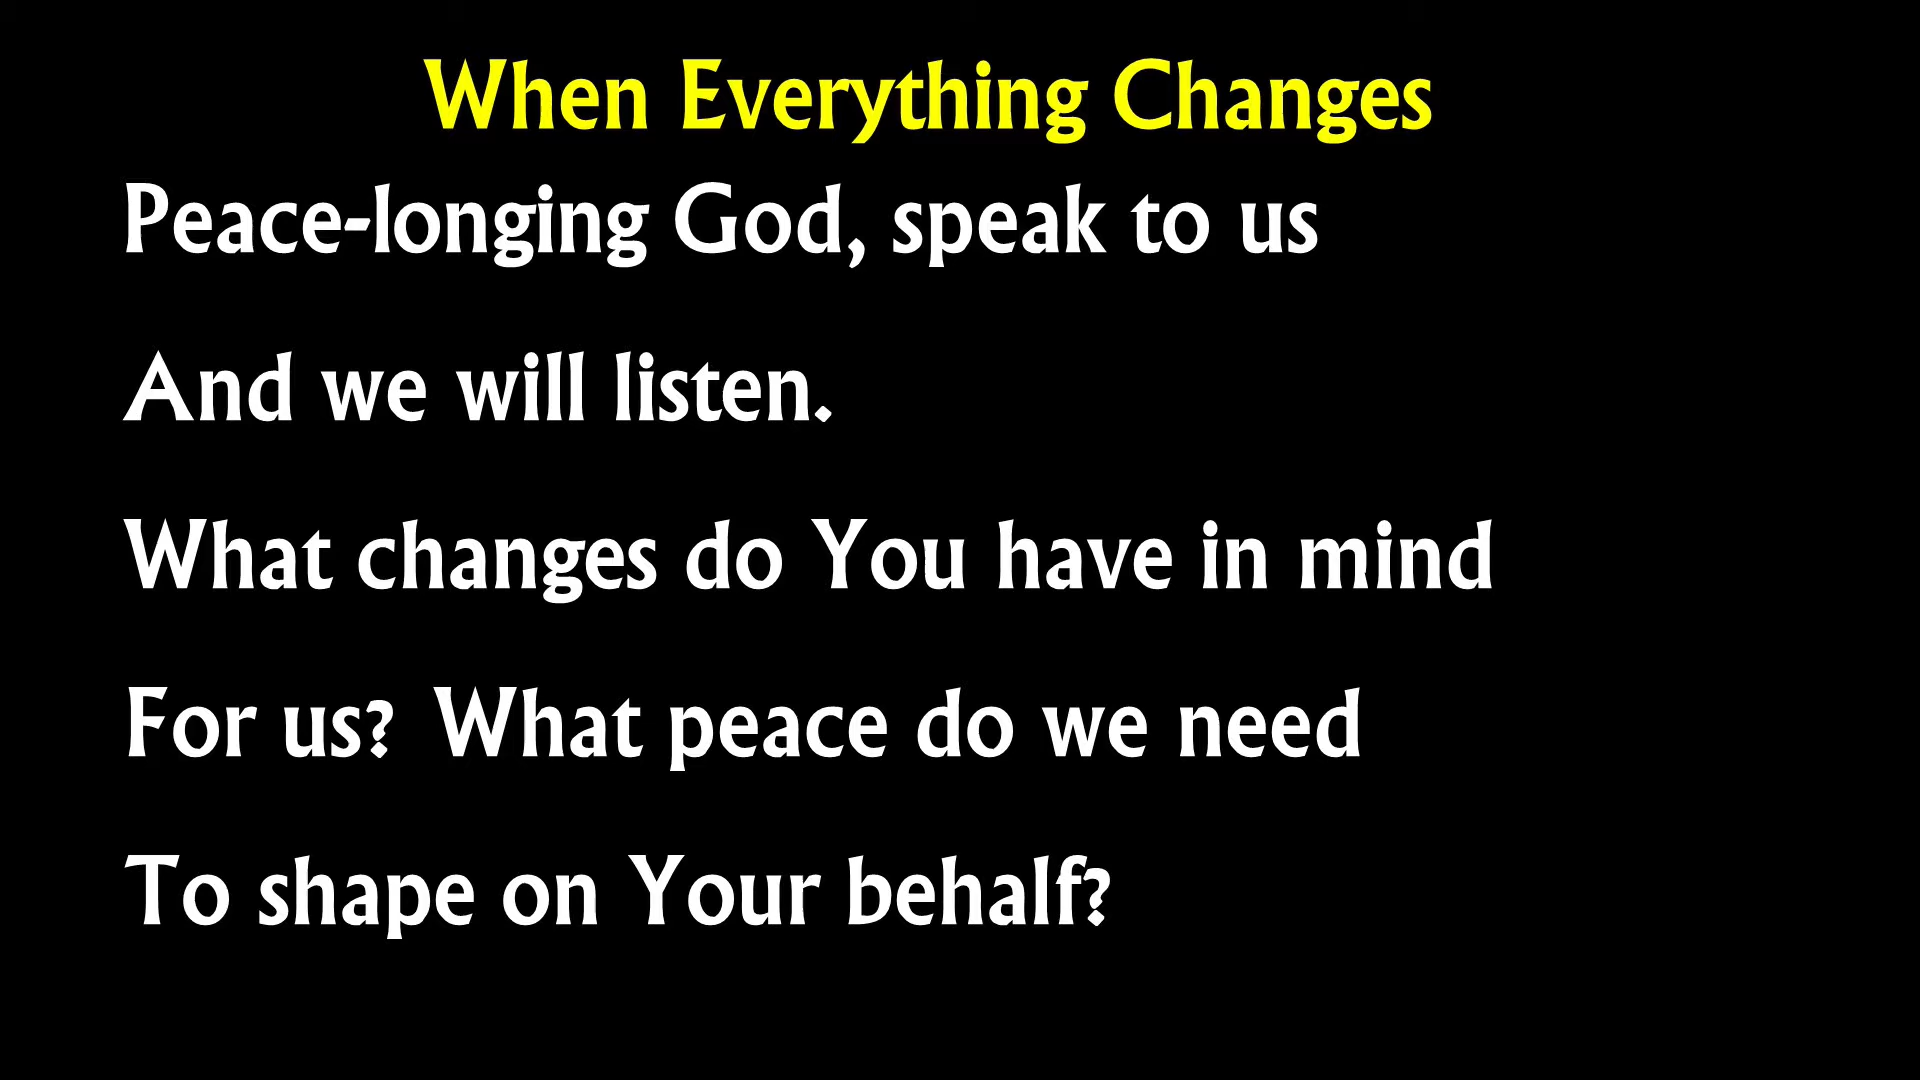 When Everything Changes
Peace-longing God, speak to us
And we will listen.
What changes do You have in mind
For us?  What peace do we need
To shape on Your behalf?